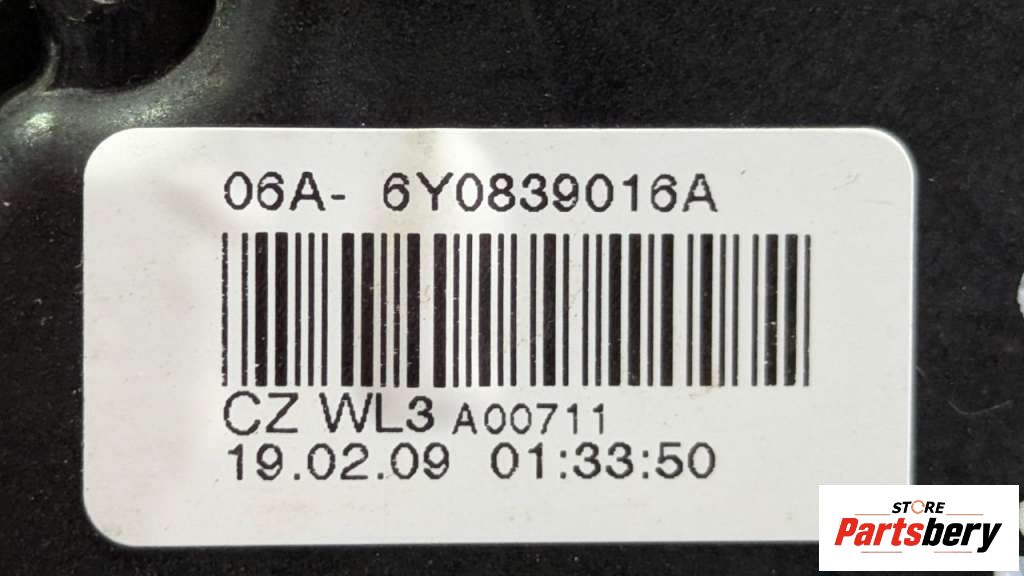 06A- 6Y0839016A
CZ WL3 A00711
19.02.09 01:33:50
STORE
Partsbery